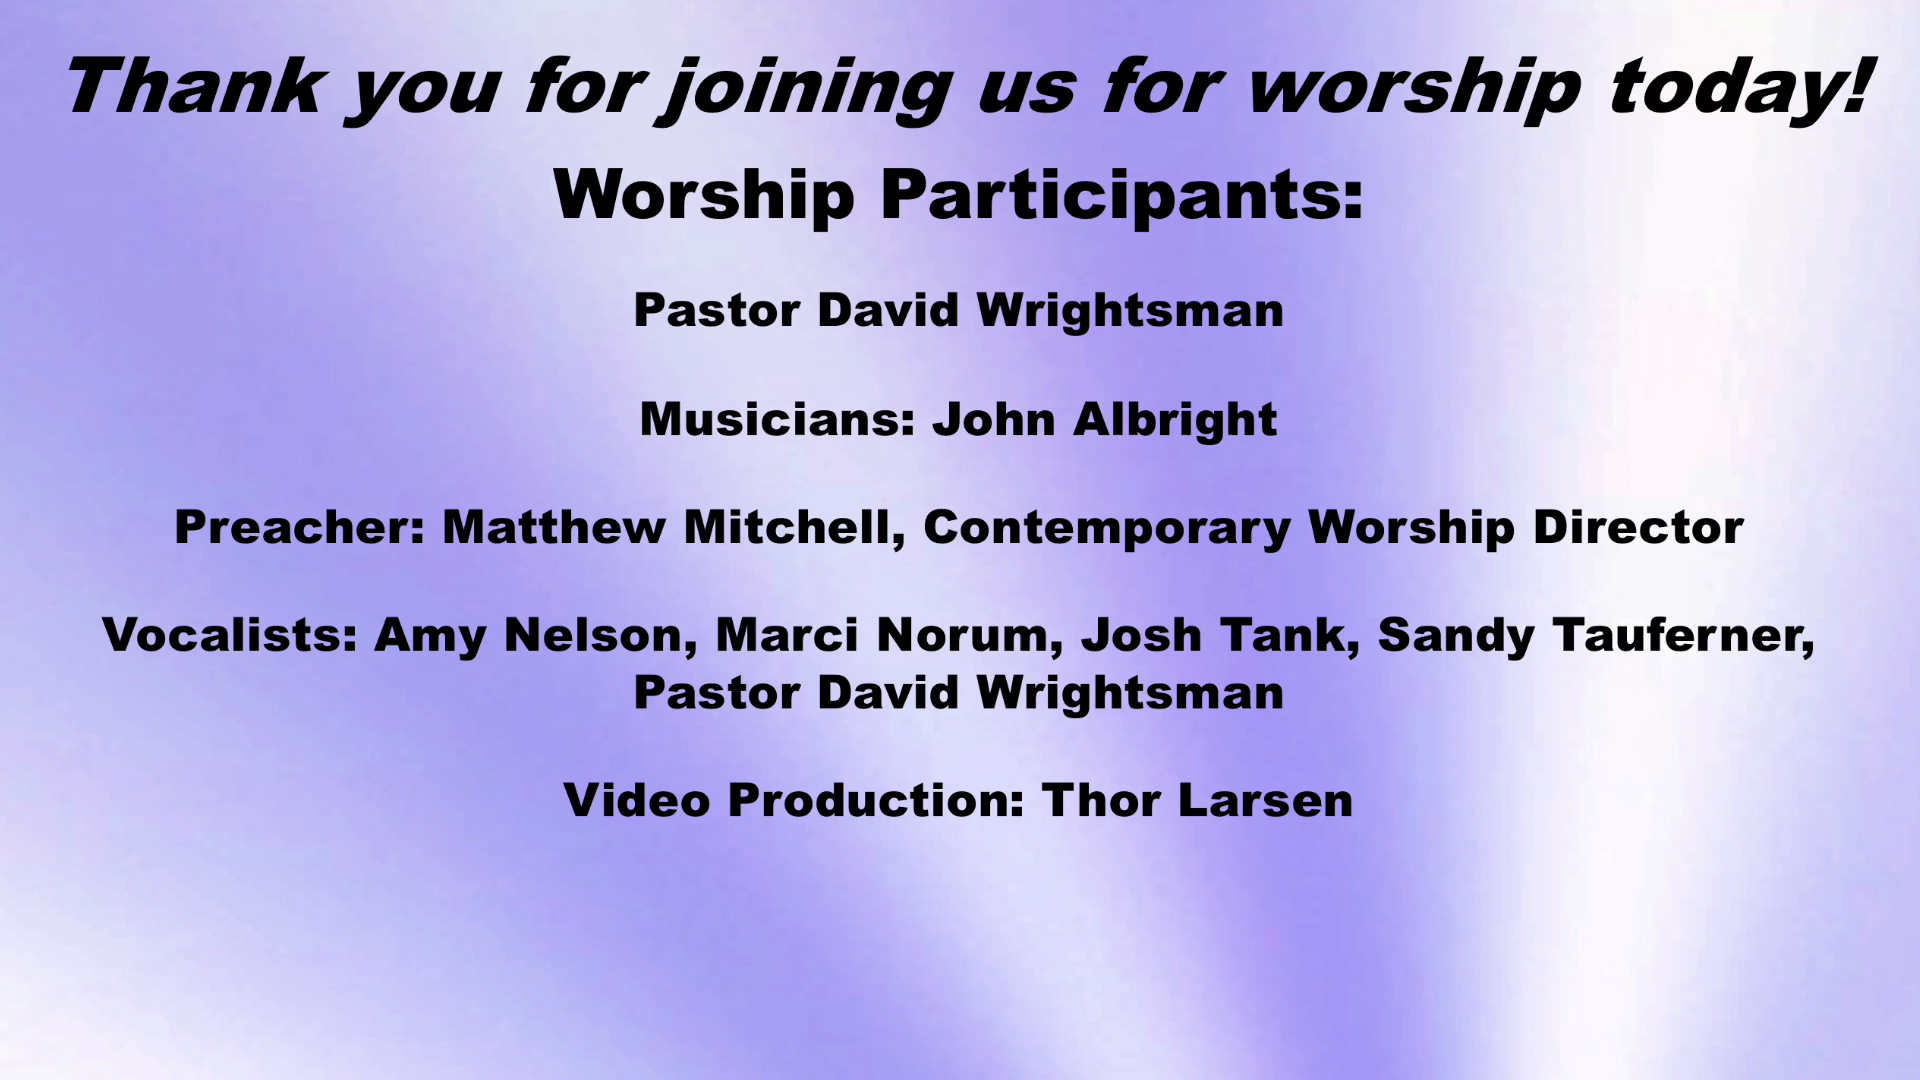 Thank you for joining us for worship today!
Worship Participants:
Pastor David Wrightsman
Musicians: John Albright
Preacher: Matthew Mitchell, Contemporary Worship Director
Vocalists: Amy Nelson, Marci Norum, Josh Tank, Sandy Tauferner,
Pastor David Wrightsman
Video Production: Thor Larsen